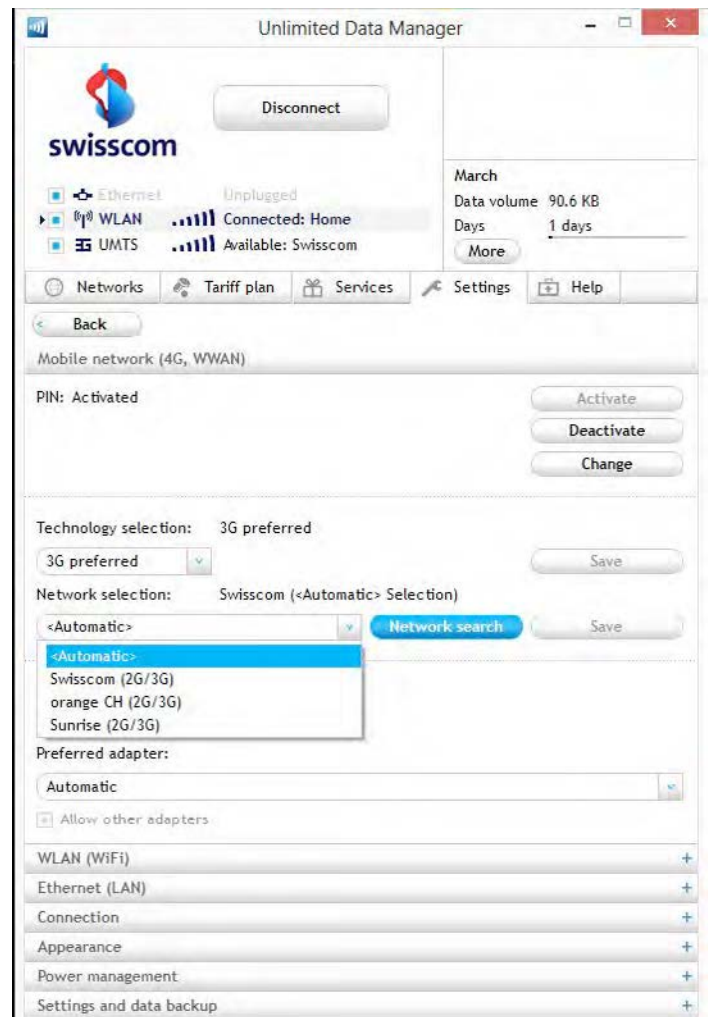 Unlimited Data Manager
Disconnect
swisscom
Ethernet Unplugged
WLAN Connected: Home
3G UMTS Available: Swisscom
March
Data volume 90.6 KB
Days 1 days
More
Networks Tariff plan Services Settings Help
Back
Mobile network (4G, WWAN)
PIN: Activated
Activate
Deactivate
Change
Technology selection: 3G preferred
3G preferred Save
Network selection: Swisscom (<Automatic> Selection)
<Automatic> Network search Save
<Automatic>
Swisscom (2G/3G)
orange CH (2G/3G)
Sunrise (2G/3G)
Preferred adapter:
Automatic
Allow other adapters
WLAN (WiFi) +
Ethernet (LAN) +
Connection +
Appearance +
Power management +
Settings and data backup +